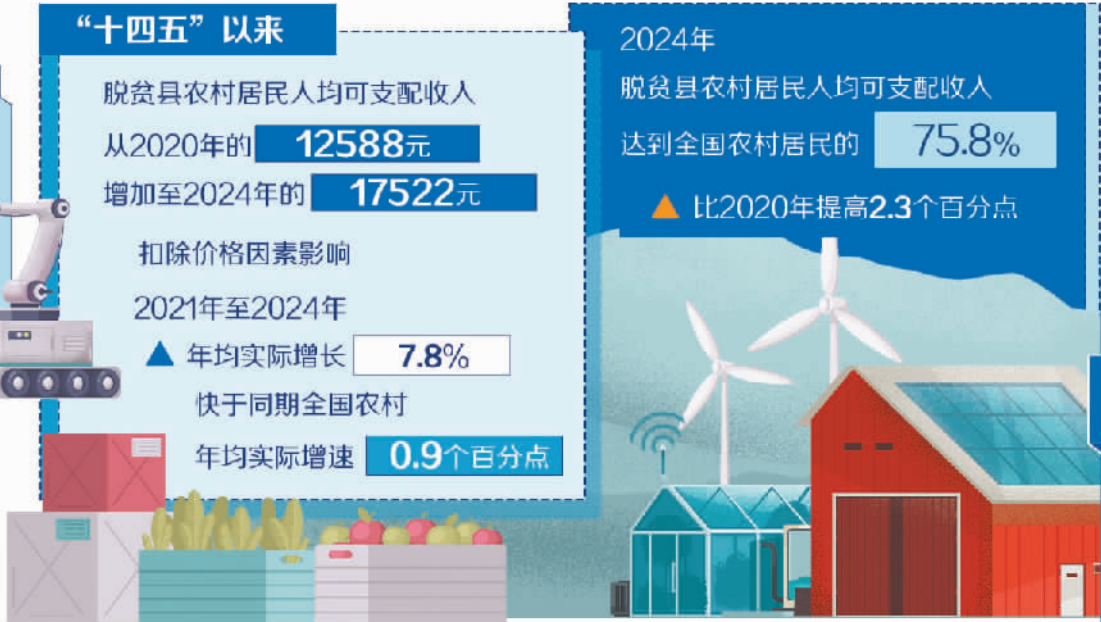 “十四五”以来
脱贫县农村居民人均可支配收入
从2020年的 12588元
增加至2024年的 17522元
扣除价格因素影响
2021年至2024年
▲ 年均实际增长 7.8%
快于同期全国农村
年均实际增速 0.9个百分点
2024年
脱贫县农村居民人均可支配收入
达到全国农村居民的 75.8%
▲ 比2020年提高2.3个百分点